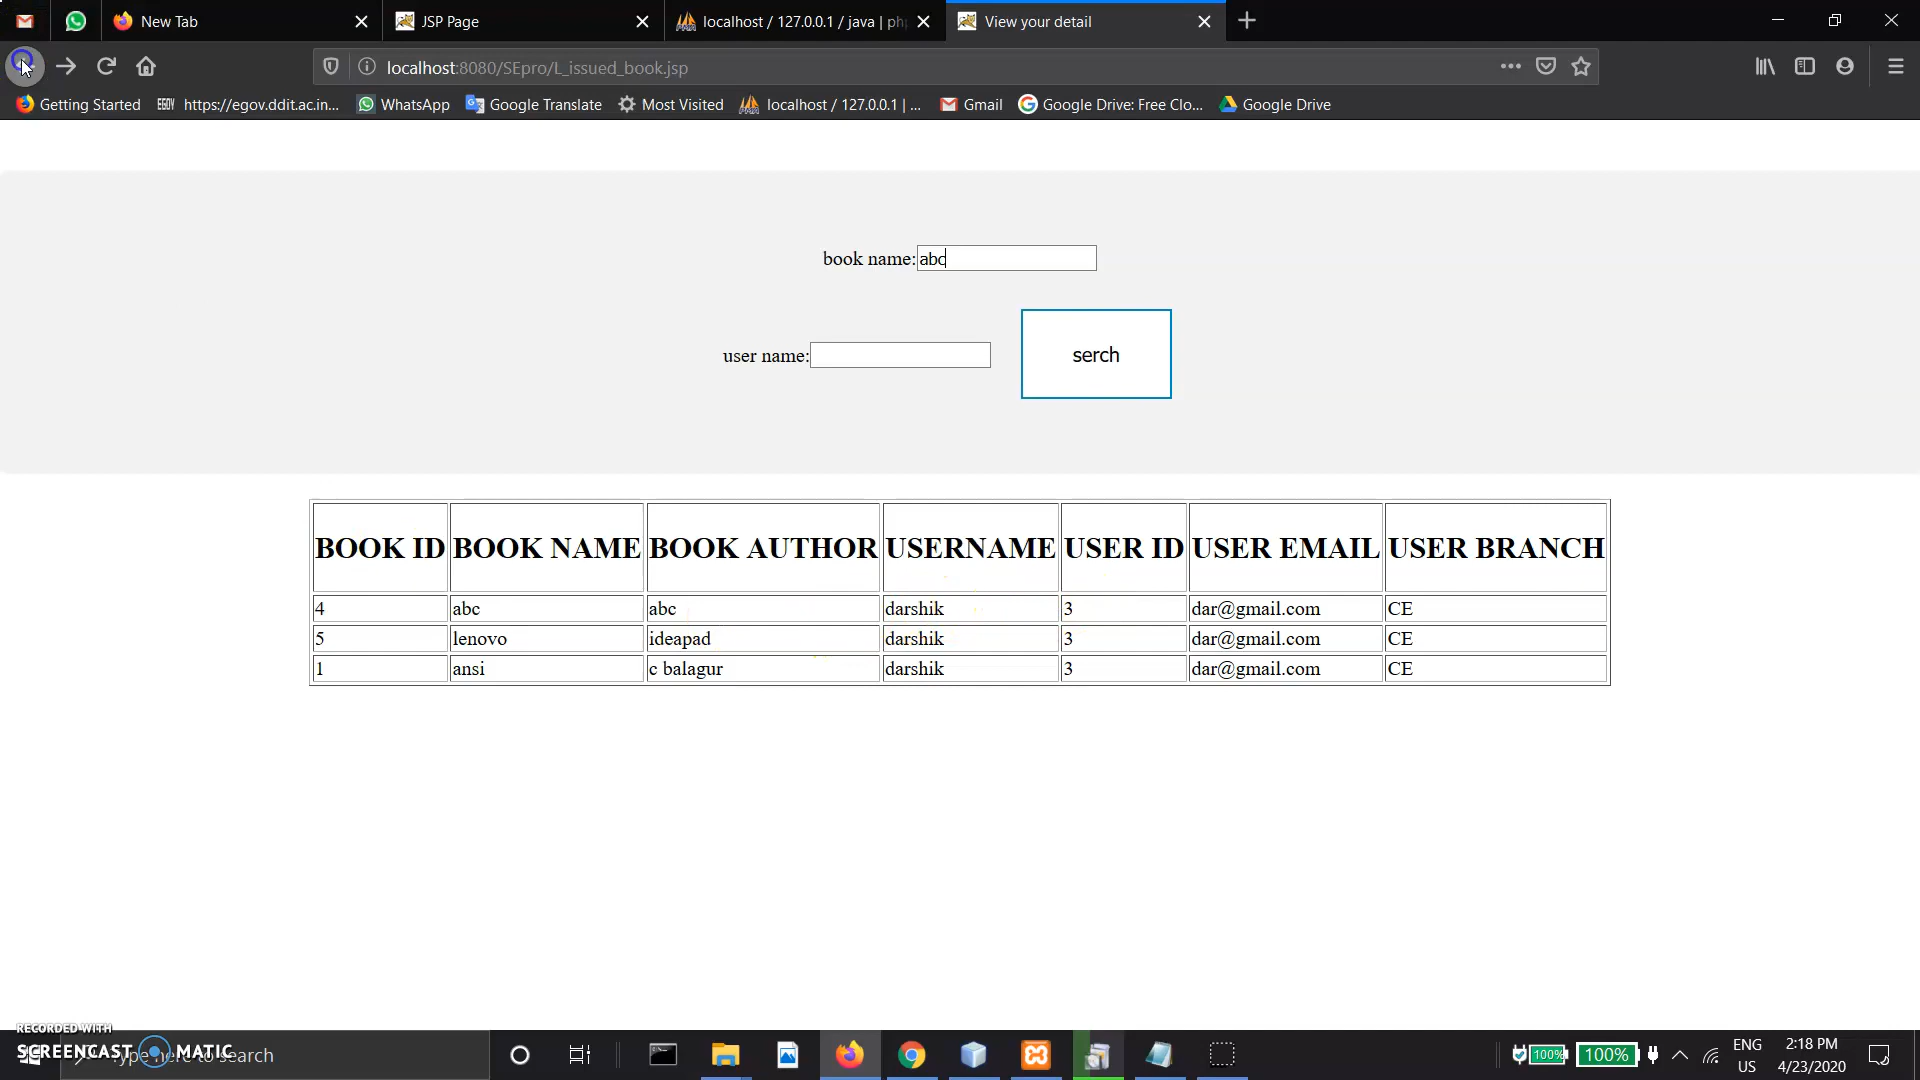 New Tab
JSP Page
localhost / 127.0.0.1 / java | ph
View your detail
localhost:8080/SEpro/L_issued_book.jsp
Getting Started
EGOV
https://egov.ddit.ac.in...
WhatsApp
Google Translate
Most Visited
localhost / 127.0.0.1 | ...
Gmail
Google Drive: Free Clo...
Google Drive
book name: abc
user name:
serch
BOOK ID BOOK NAME BOOK AUTHOR USERNAME USER ID USER EMAIL USER BRANCH
4 abc abc darshik 3 dar@gmail.com CE
5 lenovo ideapad darshik 3 dar@gmail.com CE
1 ansi c balagur darshik 3 dar@gmail.com CE
RECORDED WITH
SCREENCAST MATIC
Type here to search
100%
100%
ENG
US
2:18 PM
4/23/2020